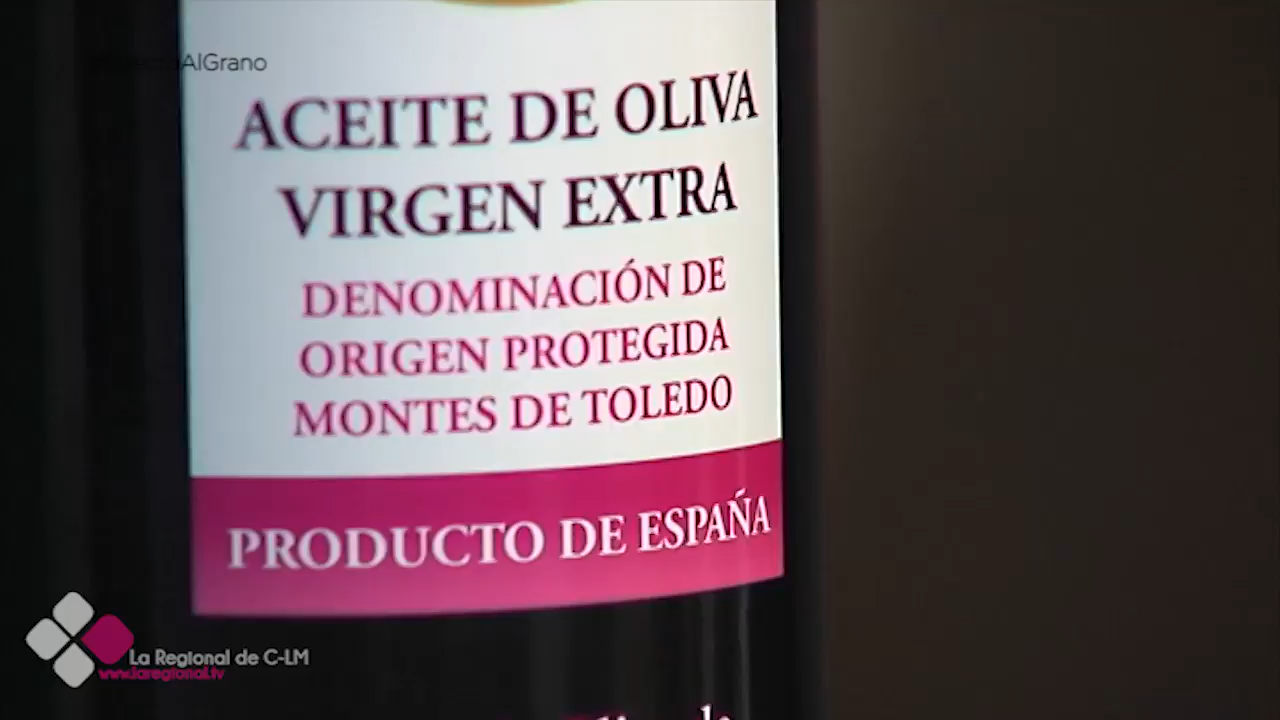 AlGrano
ACEITE DE OLIVA
VIRGEN EXTRA
DENOMINACIÓN DE
ORIGEN PROTEGIDA
MONTES DE TOLEDO
PRODUCTO DE ESPAÑA
La Regional de C-LM
www.laregional.tv